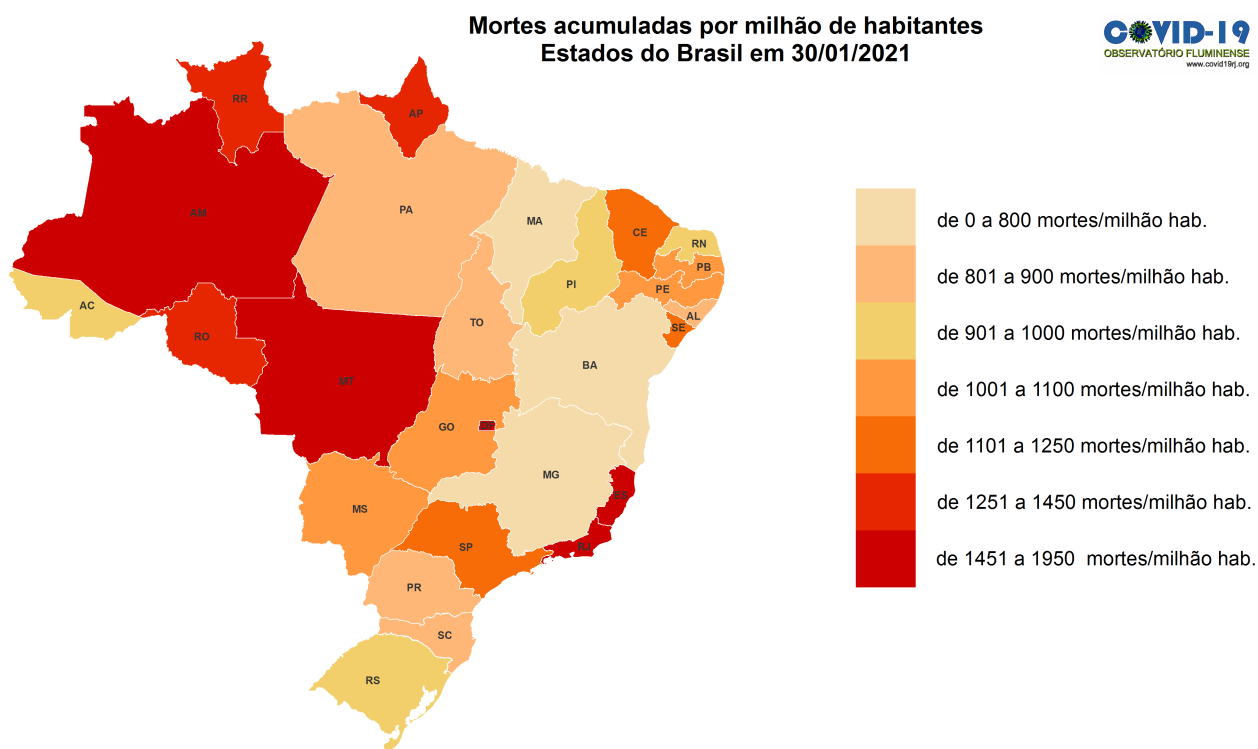 Mortes acumuladas por milhão de habitantes
Estados do Brasil em 30/01/2021
COVID-19
OBSERVATÓRIO FLUMINENSE
www.covid19rj.org
RR
AP
AM
PA
MA
CE
RN
PB
PE
PI
AC
AL
SE
TO
RO
BA
MT
GO
DF
MG
ES
MS
RJ
SP
PR
SC
RS
de 0 a 800 mortes/milhão hab.
de 801 a 900 mortes/milhão hab.
de 901 a 1000 mortes/milhão hab.
de 1001 a 1100 mortes/milhão hab.
de 1101 a 1250 mortes/milhão hab.
de 1251 a 1450 mortes/milhão hab.
de 1451 a 1950 mortes/milhão hab.